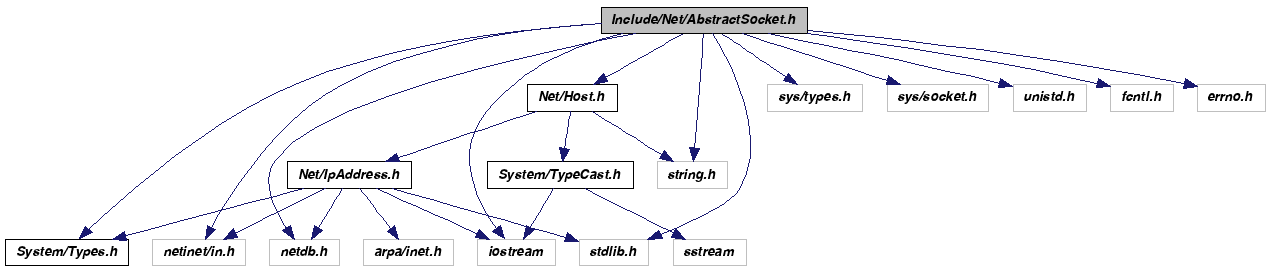 Include/Net/AbstractSocket.h
Net/Host.h
sys/types.h
sys/socket.h
unistd.h
fcntl.h
errno.h
Net/IpAddress.h
System/TypeCast.h
string.h
System/Types.h
netinet/in.h
netdb.h
arpa/inet.h
iostream
stdlib.h
sstream